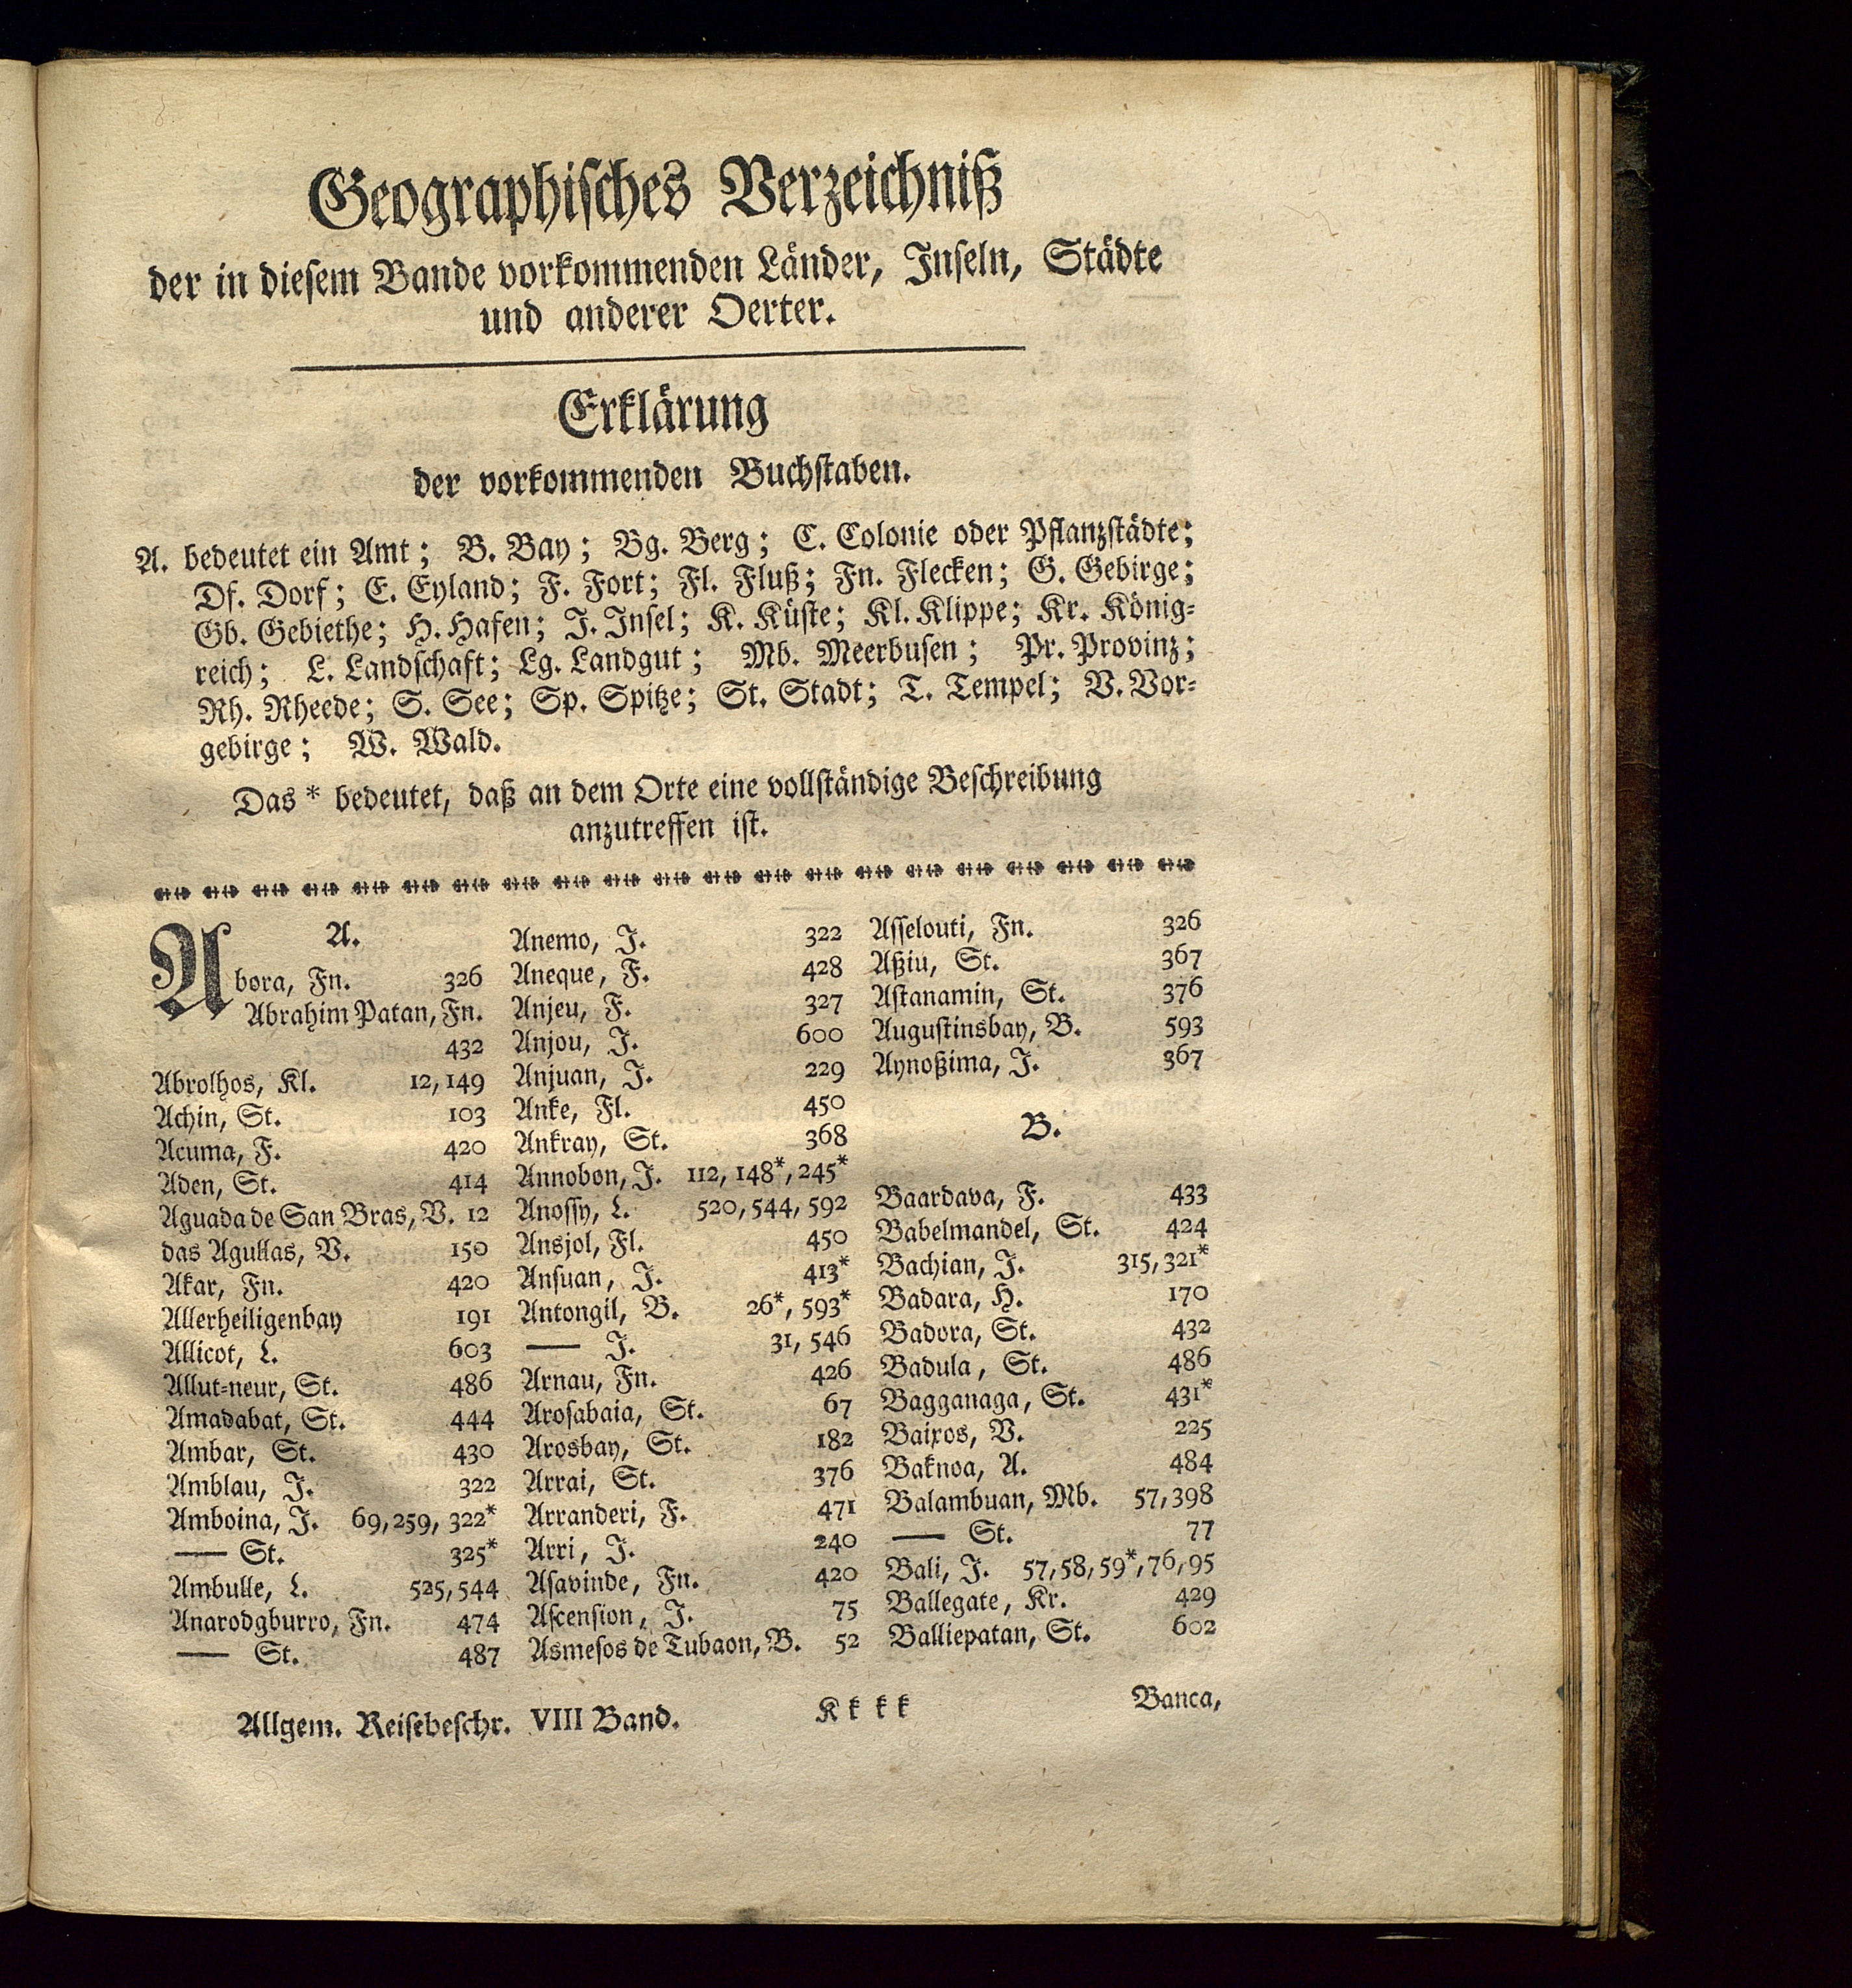 Geographisches Verzeichniß
der in diesem Bande vorkommenden Länder, Inseln, Städte
und anderer Oerter.
Erklärung
der vorkommenden Buchstaben.
A. bedeutet ein Amt; B. Bay; Bg. Berg; C. Colonie oder Pflanzstädte;
Df. Dorf; E. Eyland; F. Fort; Fl. Fluß; Fn. Flecken; G. Gebirge;
Gb. Gebiethe; H. Hafen; I. Insel; K. Küste; Kl. Klippe; Kr. König-
reich; L. Landschaft; Lg. Landgut; Mb. Meerbusen; Pr. Provinz;
Rh. Rheede; S. See; Sp. Spitze; St. Stadt; T. Tempel; V. Vor-
gebirge; W. Wald.
Das * bedeutet, daß an dem Orte eine vollständige Beschreibung
anzutreffen ist.
A.
Abora, Fn. 326
Abrahim Patan, Fn.
432
Abrolhos, Kl. 12, 149
Achin, St. 103
Acuma, F. 420
Aden, St. 414
Aguada de San Bras, V. 12
das Agullas, V. 150
Akar, Fn. 420
Allerheiligenbay 191
Allicot, L. 603
Allut-neur, St. 486
Amadabat, St. 444
Ambar, St. 430
Amblau, I. 322
Amboina, I. 69, 259, 322*
—— St. 325*
Ambulle, L. 525, 544
Anarodgburro, Fn. 474
—— St. 487
Anemo, I. 322
Aneque, F. 428
Anjeu, F. 327
Anjou, I. 600
Anjuan, I. 229
Anke, Fl. 450
Ankray, St. 368
Annobon, I. 112, 148*, 245*
Anossy, L. 520, 544, 592
Ansjol, Fl. 450
Ansuan, I. 413*
Antongil, B. 26*, 593*
—— I. 31, 546
Arnau, Fn. 426
Arosabaia, St. 67
Arosbay, St. 182
Arrai, St. 376
Arranderi, F. 471
Arri, I. 240
Asavinde, Fn. 420
Ascension, I. 75
Asmesos de Tubaon, B. 52
Asselouti, Fn. 326
Aßiu, St. 367
Astanamin, St. 376
Augustinsbay, B. 593
Aynoßima, I. 367
B.
Baardava, F. 433
Babelmandel, St. 424
Bachian, I. 315, 321*
Badara, H. 170
Badora, St. 432
Badula, St. 486
Bagganaga, St. 431*
Baixos, V. 225
Baknoa, A. 484
Balambuan, Mb. 57, 398
—— St. 77
Bali, I. 57, 58, 59*, 76, 95
Ballegate, Kr. 429
Balliepatan, St. 602
Allgem. Reisebeschr. VIII Band. Kkkk Banca,